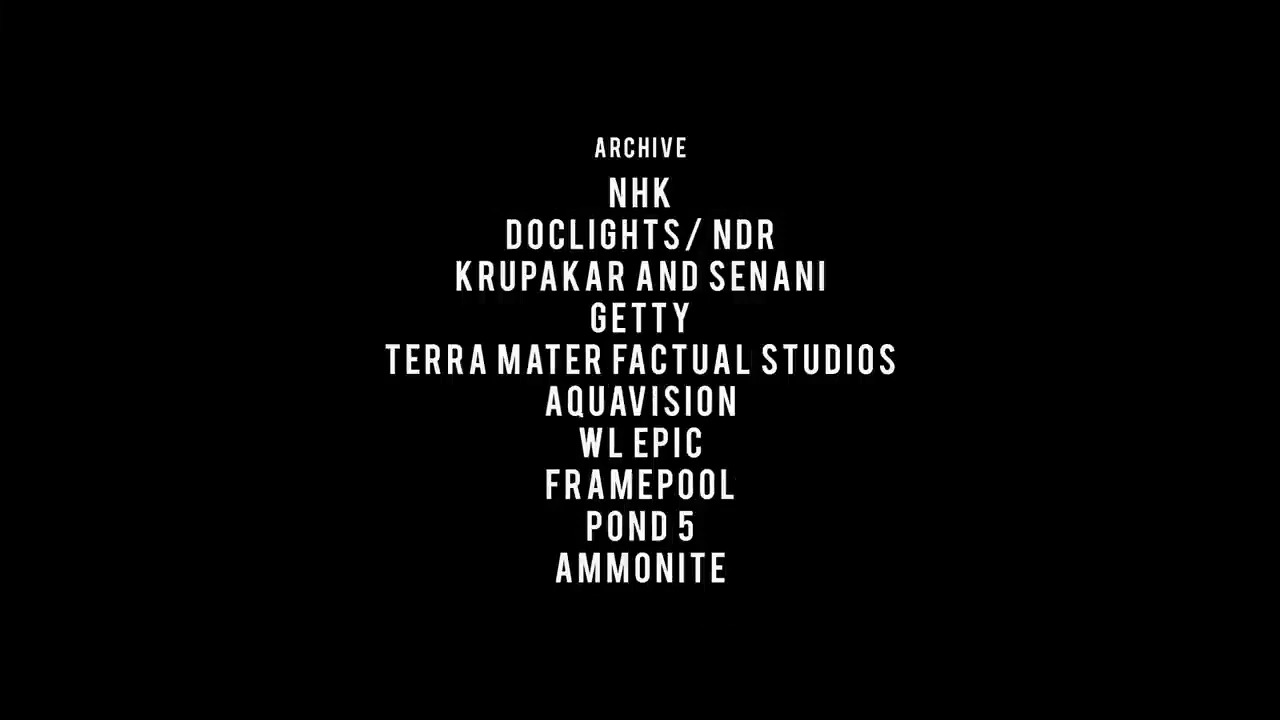 ARCHIVE
NHK
DOCLIGHTS/ NDR
KRUPAKAR AND SENANI
GETTY
TERRA MATER FACTUAL STUDIOS
AQUAVISION
WL EPIC
FRAMEPOOL
POND 5
AMMONITE